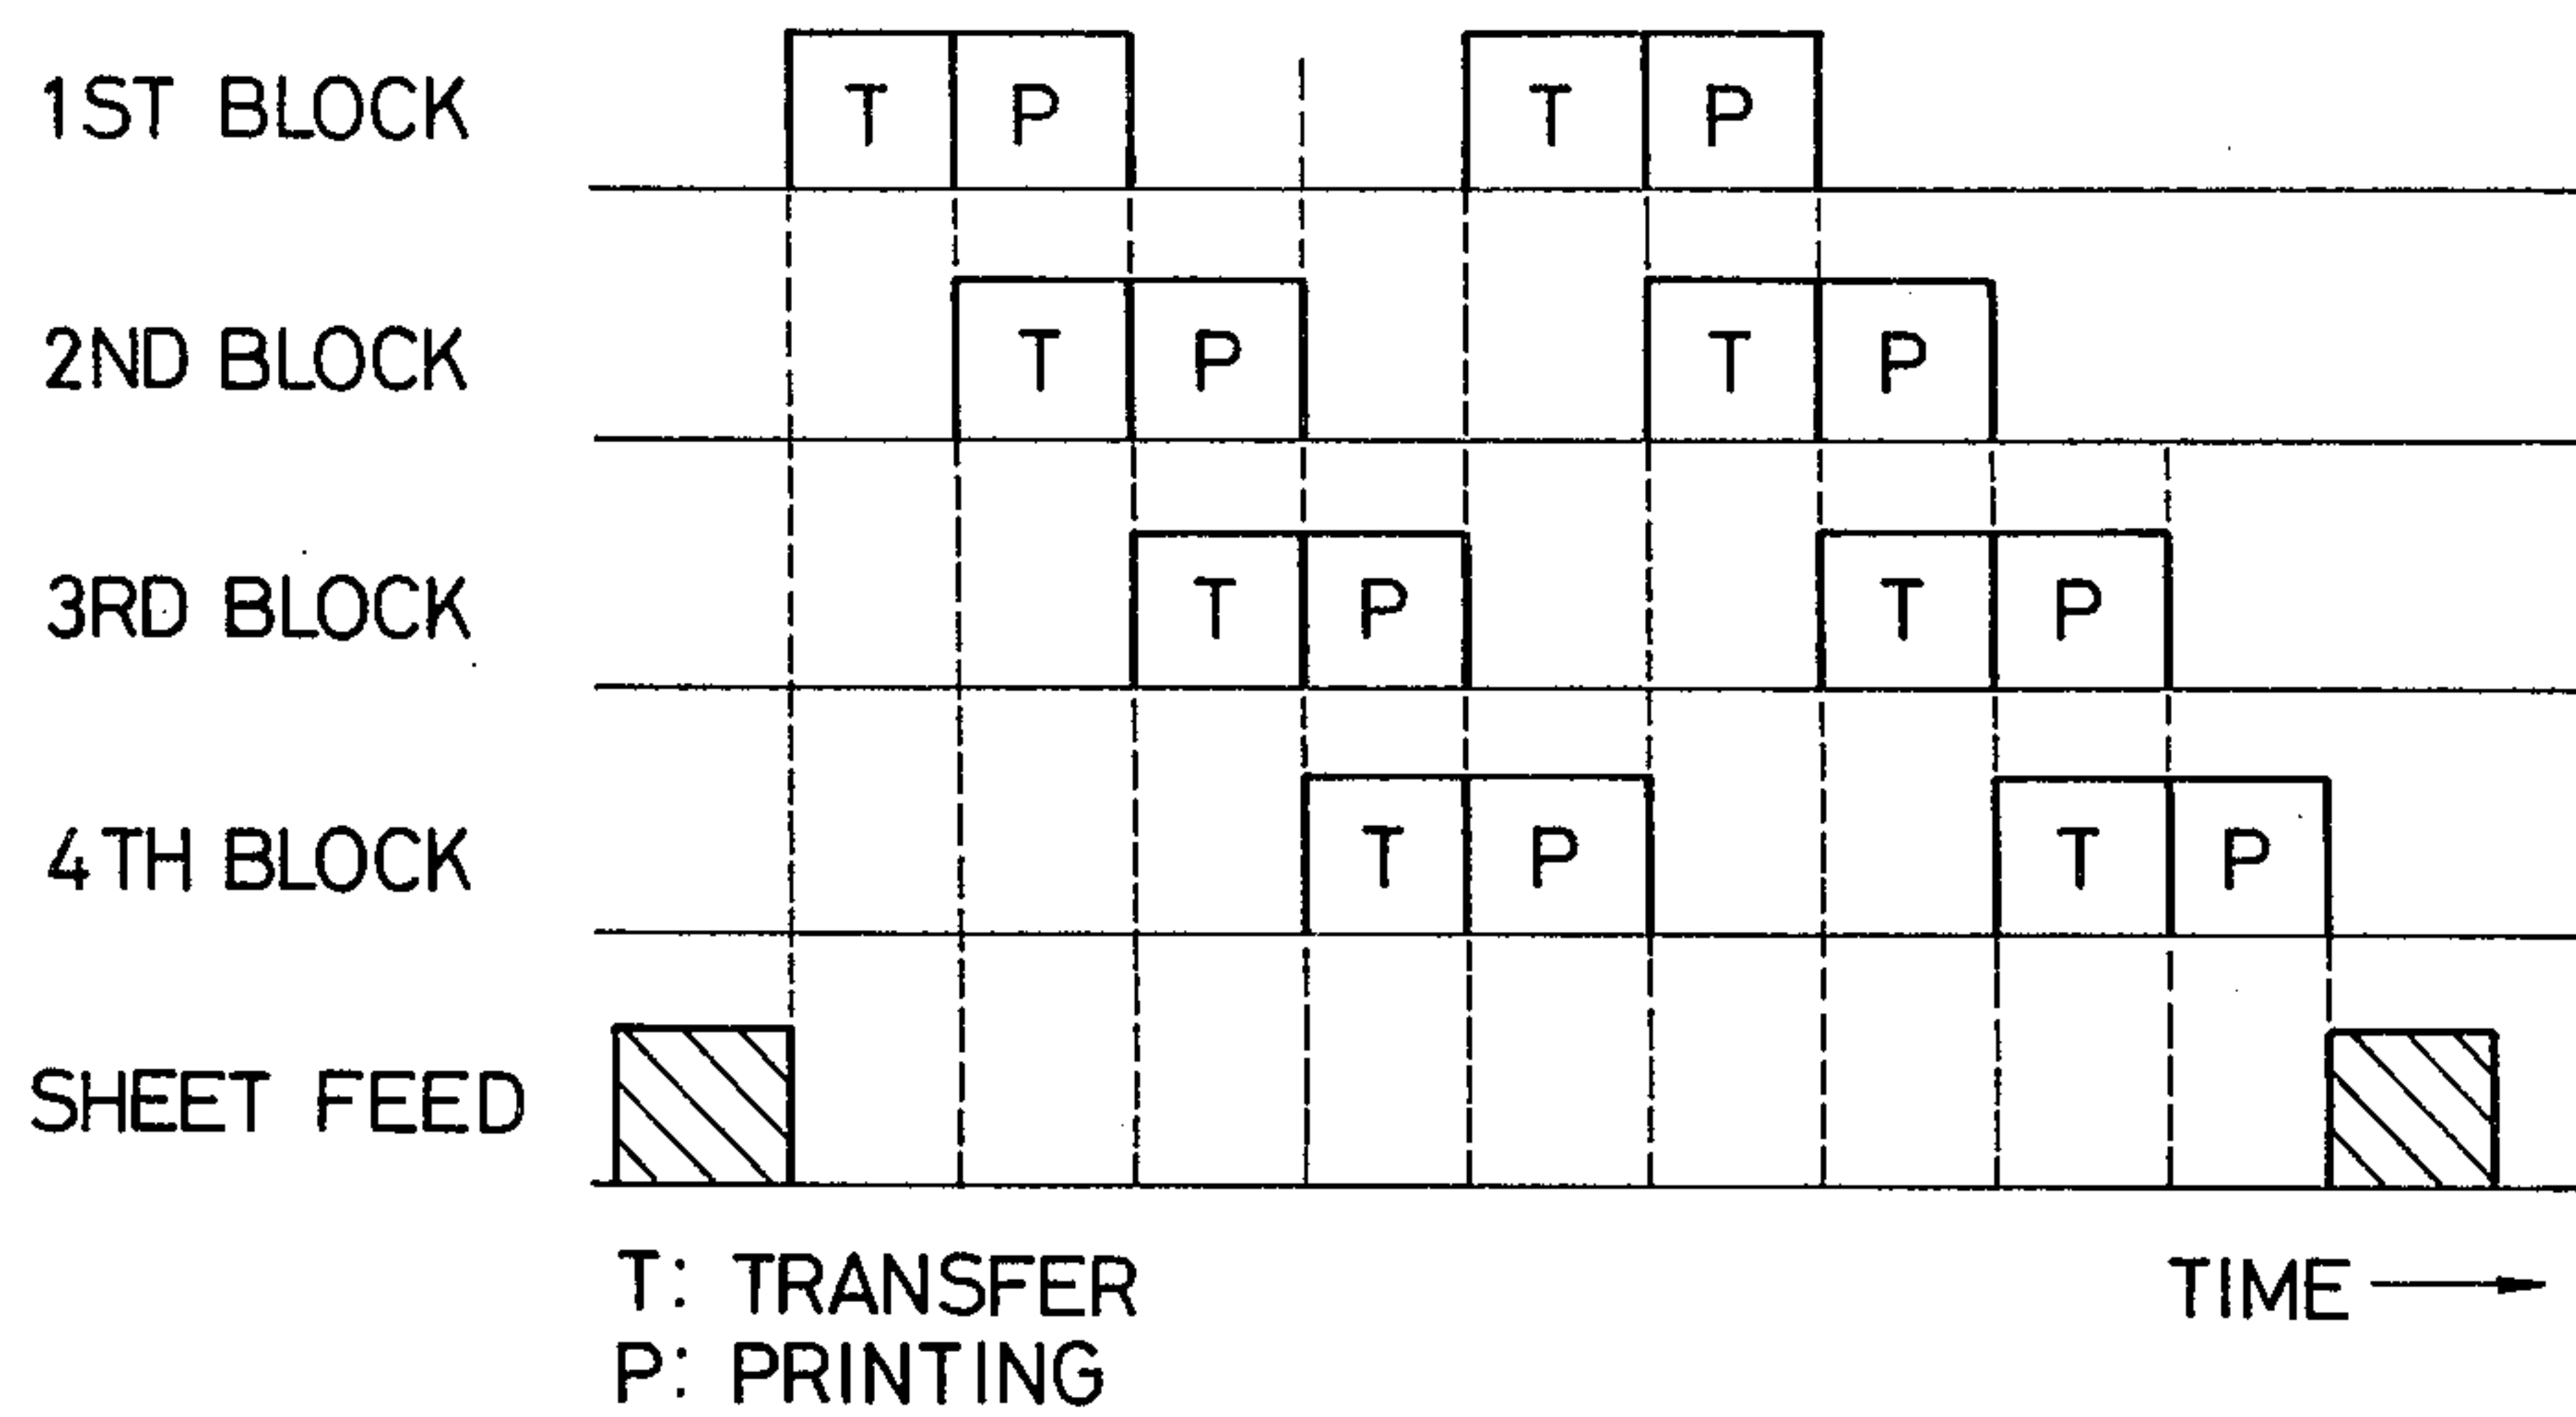 1ST BLOCK T P T P
2ND BLOCK T P T P
3RD BLOCK T P T P
4TH BLOCK T P T P
SHEET FEED
T: TRANSFER TIME
P: PRINTING